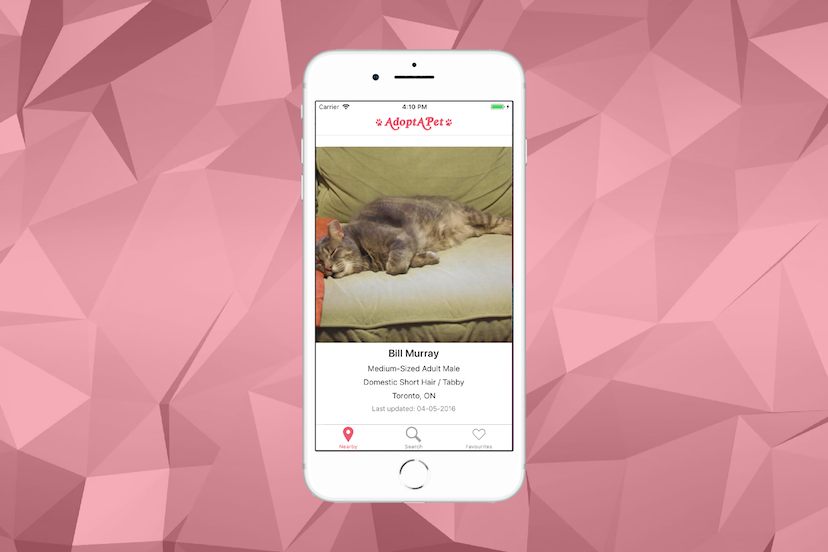 Carrier 4:10 PM
AdoptAPet
Bill Murray
Medium-Sized Adult Male
Domestic Short Hair / Tabby
Toronto, ON
Last updated: 04-05-2016
Nearby Search Favourites